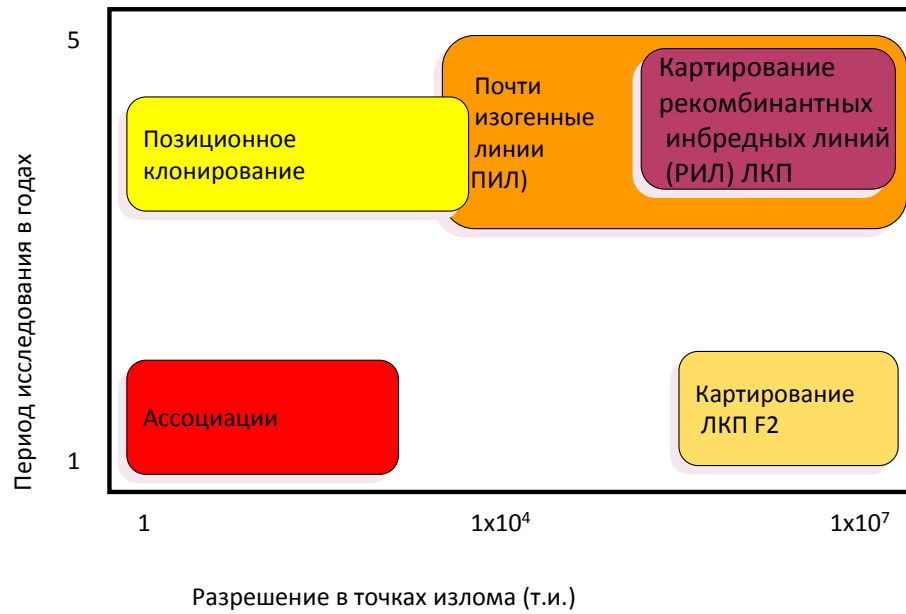 5
Картирование
рекомбинантных
инбредных линий
(РИЛ) ЛКП
Почти
изогенные
линии
ПИЛ)
Позиционное
клонирование
Период исследования в годах
Ассоциации
Картирование
ЛКП F2
1
1 1x10⁴ 1x10⁷
Разрешение в точках излома (т.и.)